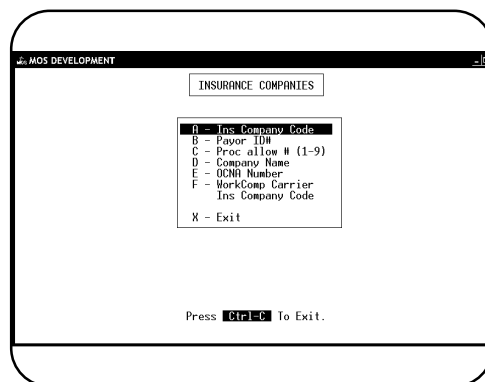 MOS DEVELOPMENT
INSURANCE COMPANIES
A - Ins Company Code
B - Payor ID#
C - Proc allow # (1-9)
D - Company Name
E - OCNA Number
F - WorkComp Carrier
Ins Company Code
X - Exit
Press Ctrl-C To Exit.